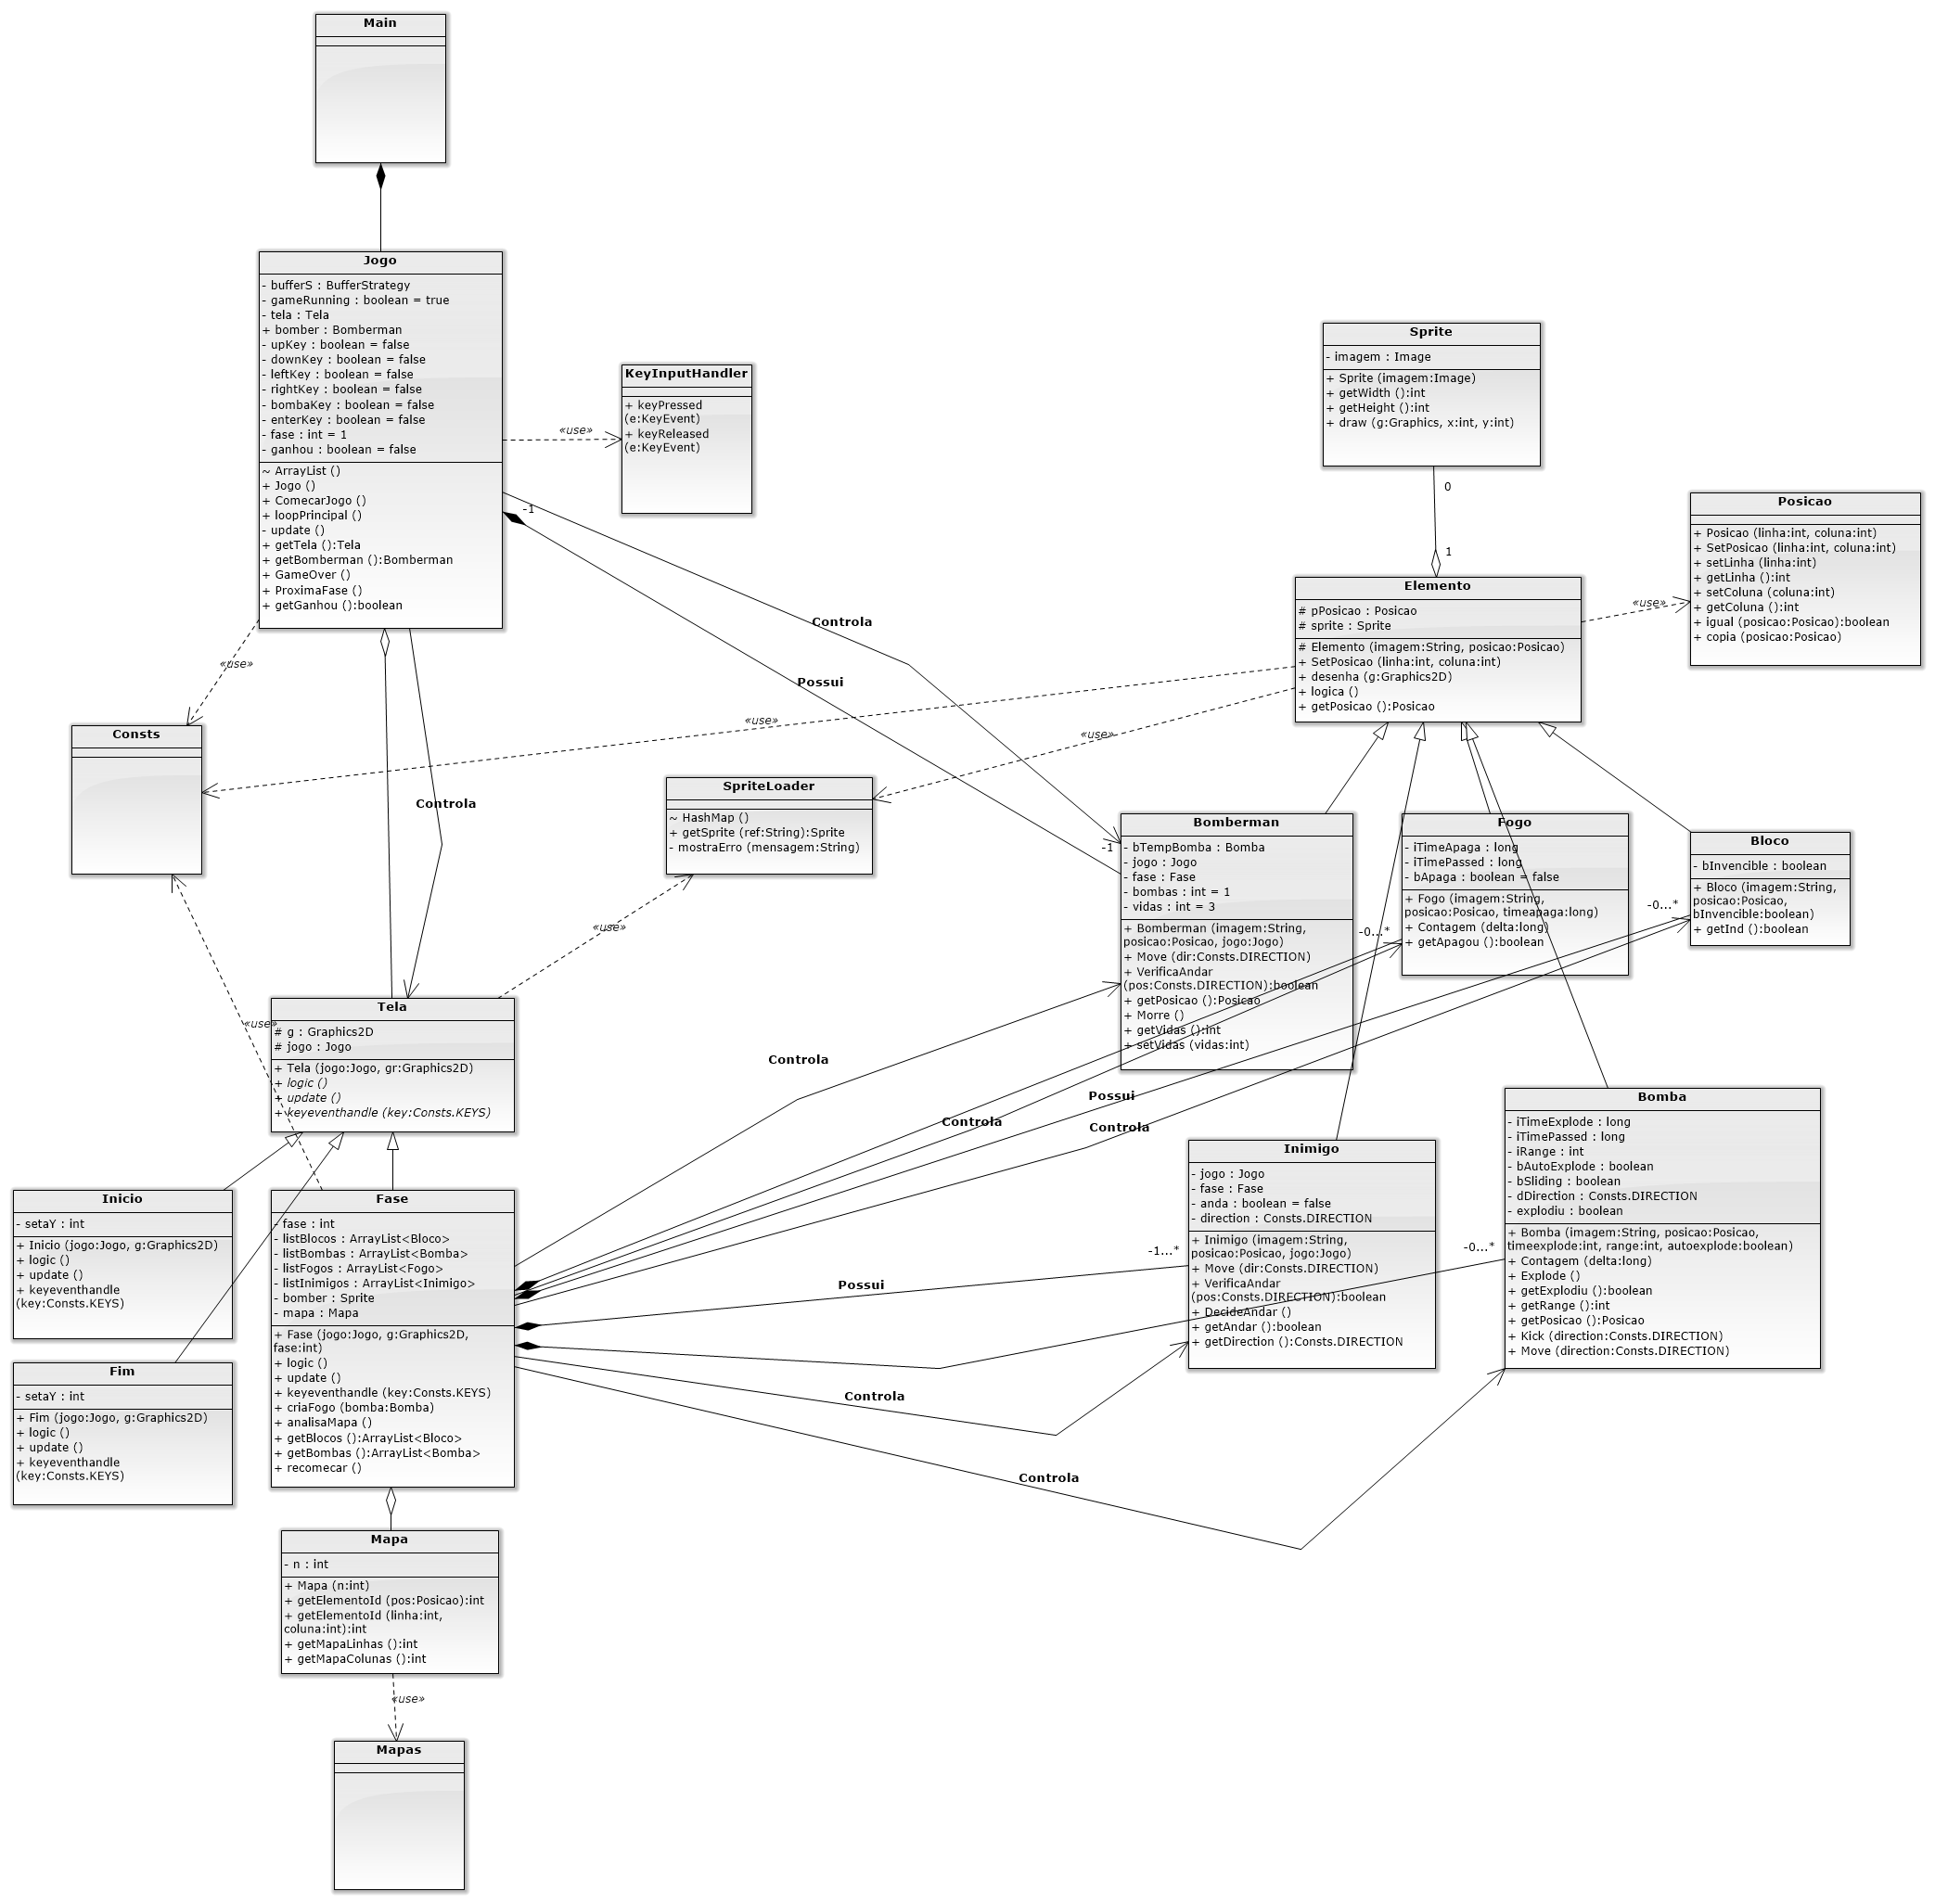 Main
Jogo
- bufferS : BufferStrategy
- gameRunning : boolean = true
- tela : Tela
+ bomber : Bomberman
- upKey : boolean = false
- downKey : boolean = false
- leftKey : boolean = false
- rightKey : boolean = false
- bombaKey : boolean = false
- enterKey : boolean = false
- fase : int = 1
- ganhou : boolean = false
~ ArrayList ()
+ Jogo ()
+ ComecarJogo ()
+ loopPrincipal ()
- update ()
+ getTela ():Tela
+ getBomberman ():Bomberman
+ GameOver ()
+ ProximaFase ()
+ getGanhou ():boolean
«use»
KeyInputHandler
+ keyPressed
(e:KeyEvent)
+ keyReleased
(e:KeyEvent)
-1
Controla
Possui
-1
Sprite
- imagem : Image
+ Sprite (imagem:Image)
+ getWidth ():int
+ getHeight ():int
+ draw (g:Graphics, x:int, y:int)
0
1
Elemento
# pPosicao : Posicao
# sprite : Sprite
# Elemento (imagem:String, posicao:Posicao)
+ SetPosicao (linha:int, coluna:int)
+ desenha (g:Graphics2D)
+ logica ()
+ getPosicao ():Posicao
«use»
Posicao
+ Posicao (linha:int, coluna:int)
+ SetPosicao (linha:int, coluna:int)
+ setLinha (linha:int)
+ getLinha ():int
+ setColuna (coluna:int)
+ getColuna ():int
+ igual (posicao:Posicao):boolean
+ copia (posicao:Posicao)
«use»
Consts
«use»
«use»
Controla
SpriteLoader
~ HashMap ()
+ getSprite (ref:String):Sprite
- mostraErro (mensagem:String)
«use»
Bomberman
- bTempBomba : Bomba
- jogo : Jogo
- fase : Fase
- bombas : int = 1
- vidas : int = 3
+ Bomberman (imagem:String,
posicao:Posicao, jogo:Jogo)
+ Move (dir:Consts.DIRECTION)
+ VerificaAndar
(pos:Consts.DIRECTION):boolean
+ getPosicao ():Posicao
+ Morre ()
+ getVidas ():int
+ setVidas (vidas:int)
Fogo
- iTimeApaga : long
- iTimePassed : long
- bApaga : boolean = false
+ Fogo (imagem:String,
posicao:Posicao, timeapaga:long)
+ Contagem (delta:long)
+ getApagou ():boolean
-0...*
Bloco
- bInvencible : boolean
+ Bloco (imagem:String,
posicao:Posicao,
bInvencible:boolean)
+ getInd ():boolean
-0...*
Tela
# g : Graphics2D
# jogo : Jogo
+ Tela (jogo:Jogo, gr:Graphics2D)
+ logic ()
+ update ()
+ keyeventhandle (key:Consts.KEYS)
«use»
Controla
Possui
Controla
Controla
Inicio
- setaY : int
+ Inicio (jogo:Jogo, g:Graphics2D)
+ logic ()
+ update ()
+ keyeventhandle
(key:Consts.KEYS)
Fase
- fase : int
- listBlocos : ArrayList<Bloco>
- listBombas : ArrayList<Bomba>
- listFogos : ArrayList<Fogo>
- listInimigos : ArrayList<Inimigo>
- bomber : Sprite
- mapa : Mapa
+ Fase (jogo:Jogo, g:Graphics2D,
fase:int)
+ logic ()
+ update ()
+ keyeventhandle (key:Consts.KEYS)
+ criaFogo (bomba:Bomba)
+ analisaMapa ()
+ getBlocos ():ArrayList<Bloco>
+ getBombas ():ArrayList<Bomba>
+ recomecar ()
Inimigo
- jogo : Jogo
- fase : Fase
- anda : boolean = false
- direction : Consts.DIRECTION
+ Inimigo (imagem:String,
posicao:Posicao, jogo:Jogo)
+ Move (dir:Consts.DIRECTION)
+ VerificaAndar
(pos:Consts.DIRECTION):boolean
+ DecideAndar ()
+ getAndar ():boolean
+ getDirection ():Consts.DIRECTION
-1...*
Possui
Bomba
- iTimeExplode : long
- iTimePassed : long
- iRange : int
- bAutoExplode : boolean
- bSliding : boolean
- dDirection : Consts.DIRECTION
- explodiu : boolean
+ Bomba (imagem:String, posicao:Posicao,
timeexplode:int, range:int, autoexplode:boolean)
+ Contagem (delta:long)
+ Explode ()
+ getExplodiu ():boolean
+ getRange ():int
+ getPosicao ():Posicao
+ Kick (direction:Consts.DIRECTION)
+ Move (direction:Consts.DIRECTION)
-0...*
Controla
Controla
Fim
- setaY : int
+ Fim (jogo:Jogo, g:Graphics2D)
+ logic ()
+ update ()
+ keyeventhandle
(key:Consts.KEYS)
Mapa
- n : int
+ Mapa (n:int)
+ getElementoId (pos:Posicao):int
+ getElementoId (linha:int,
coluna:int):int
+ getMapaLinhas ():int
+ getMapaColunas ():int
«use»
Mapas